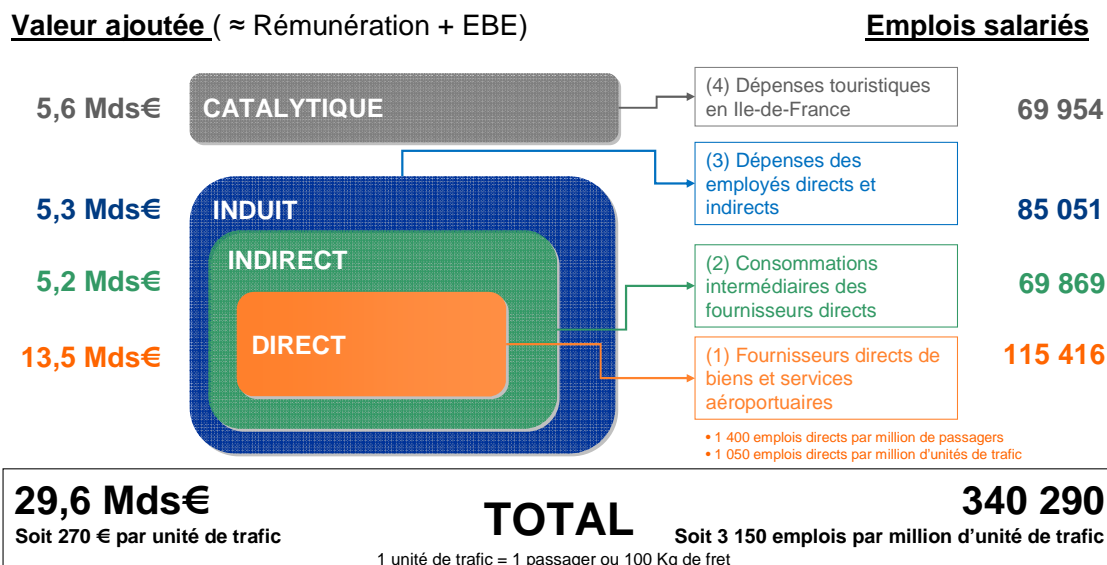 Valeur ajoutée ( ≈ Rémunération + EBE)
Emplois salariés
5,6 Mds€
CATALYTIQUE
(4) Dépenses touristiques
en Ile-de-France
69 954
5,3 Mds€
INDUIT
(3) Dépenses des
employés directs et
indirects
85 051
5,2 Mds€
INDIRECT
(2) Consommations
intermédiaires des
fournisseurs directs
69 869
13,5 Mds€
DIRECT
(1) Fournisseurs directs de
biens et services
aéroportuaires
115 416
• 1 400 emplois directs par million de passagers
• 1 050 emplois directs par million d'unités de trafic
29,6 Mds€
Soit 270 € par unité de trafic
TOTAL
340 290
Soit 3 150 emplois par million d'unité de trafic
1 unité de trafic = 1 passager ou 100 Kg de fret